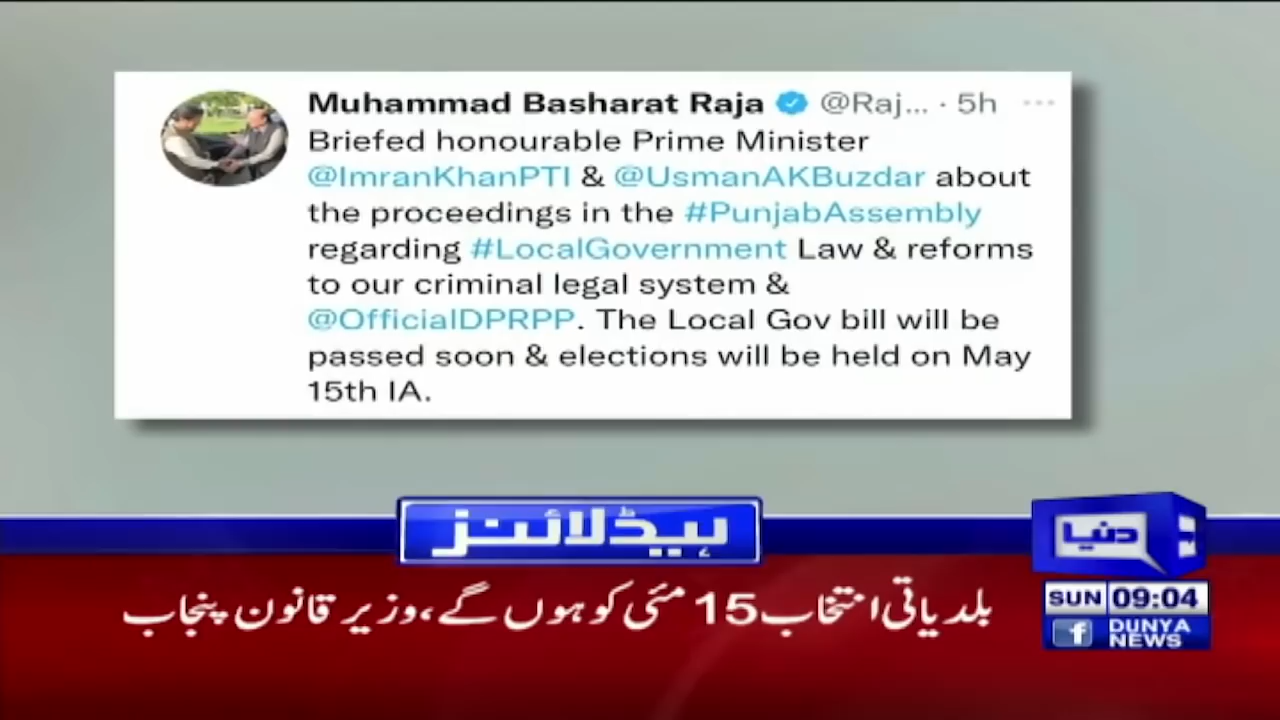 Muhammad Basharat Raja @Raj... · 5h ...
Briefed honourable Prime Minister
@ImranKhanPTI & @UsmanAKBuzdar about
the proceedings in the #PunjabAssembly
regarding #LocalGovernment Law & reforms
to our criminal legal system &
@OfficialDPRPP. The Local Gov bill will be
passed soon & elections will be held on May
15th IA.
ہیڈلائنز
دنیا
بلدیاتی انتخاب 15 مئی کو ہوں گے، وزیر قانون پنجاب
SUN 09:04
f DUNYA
NEWS